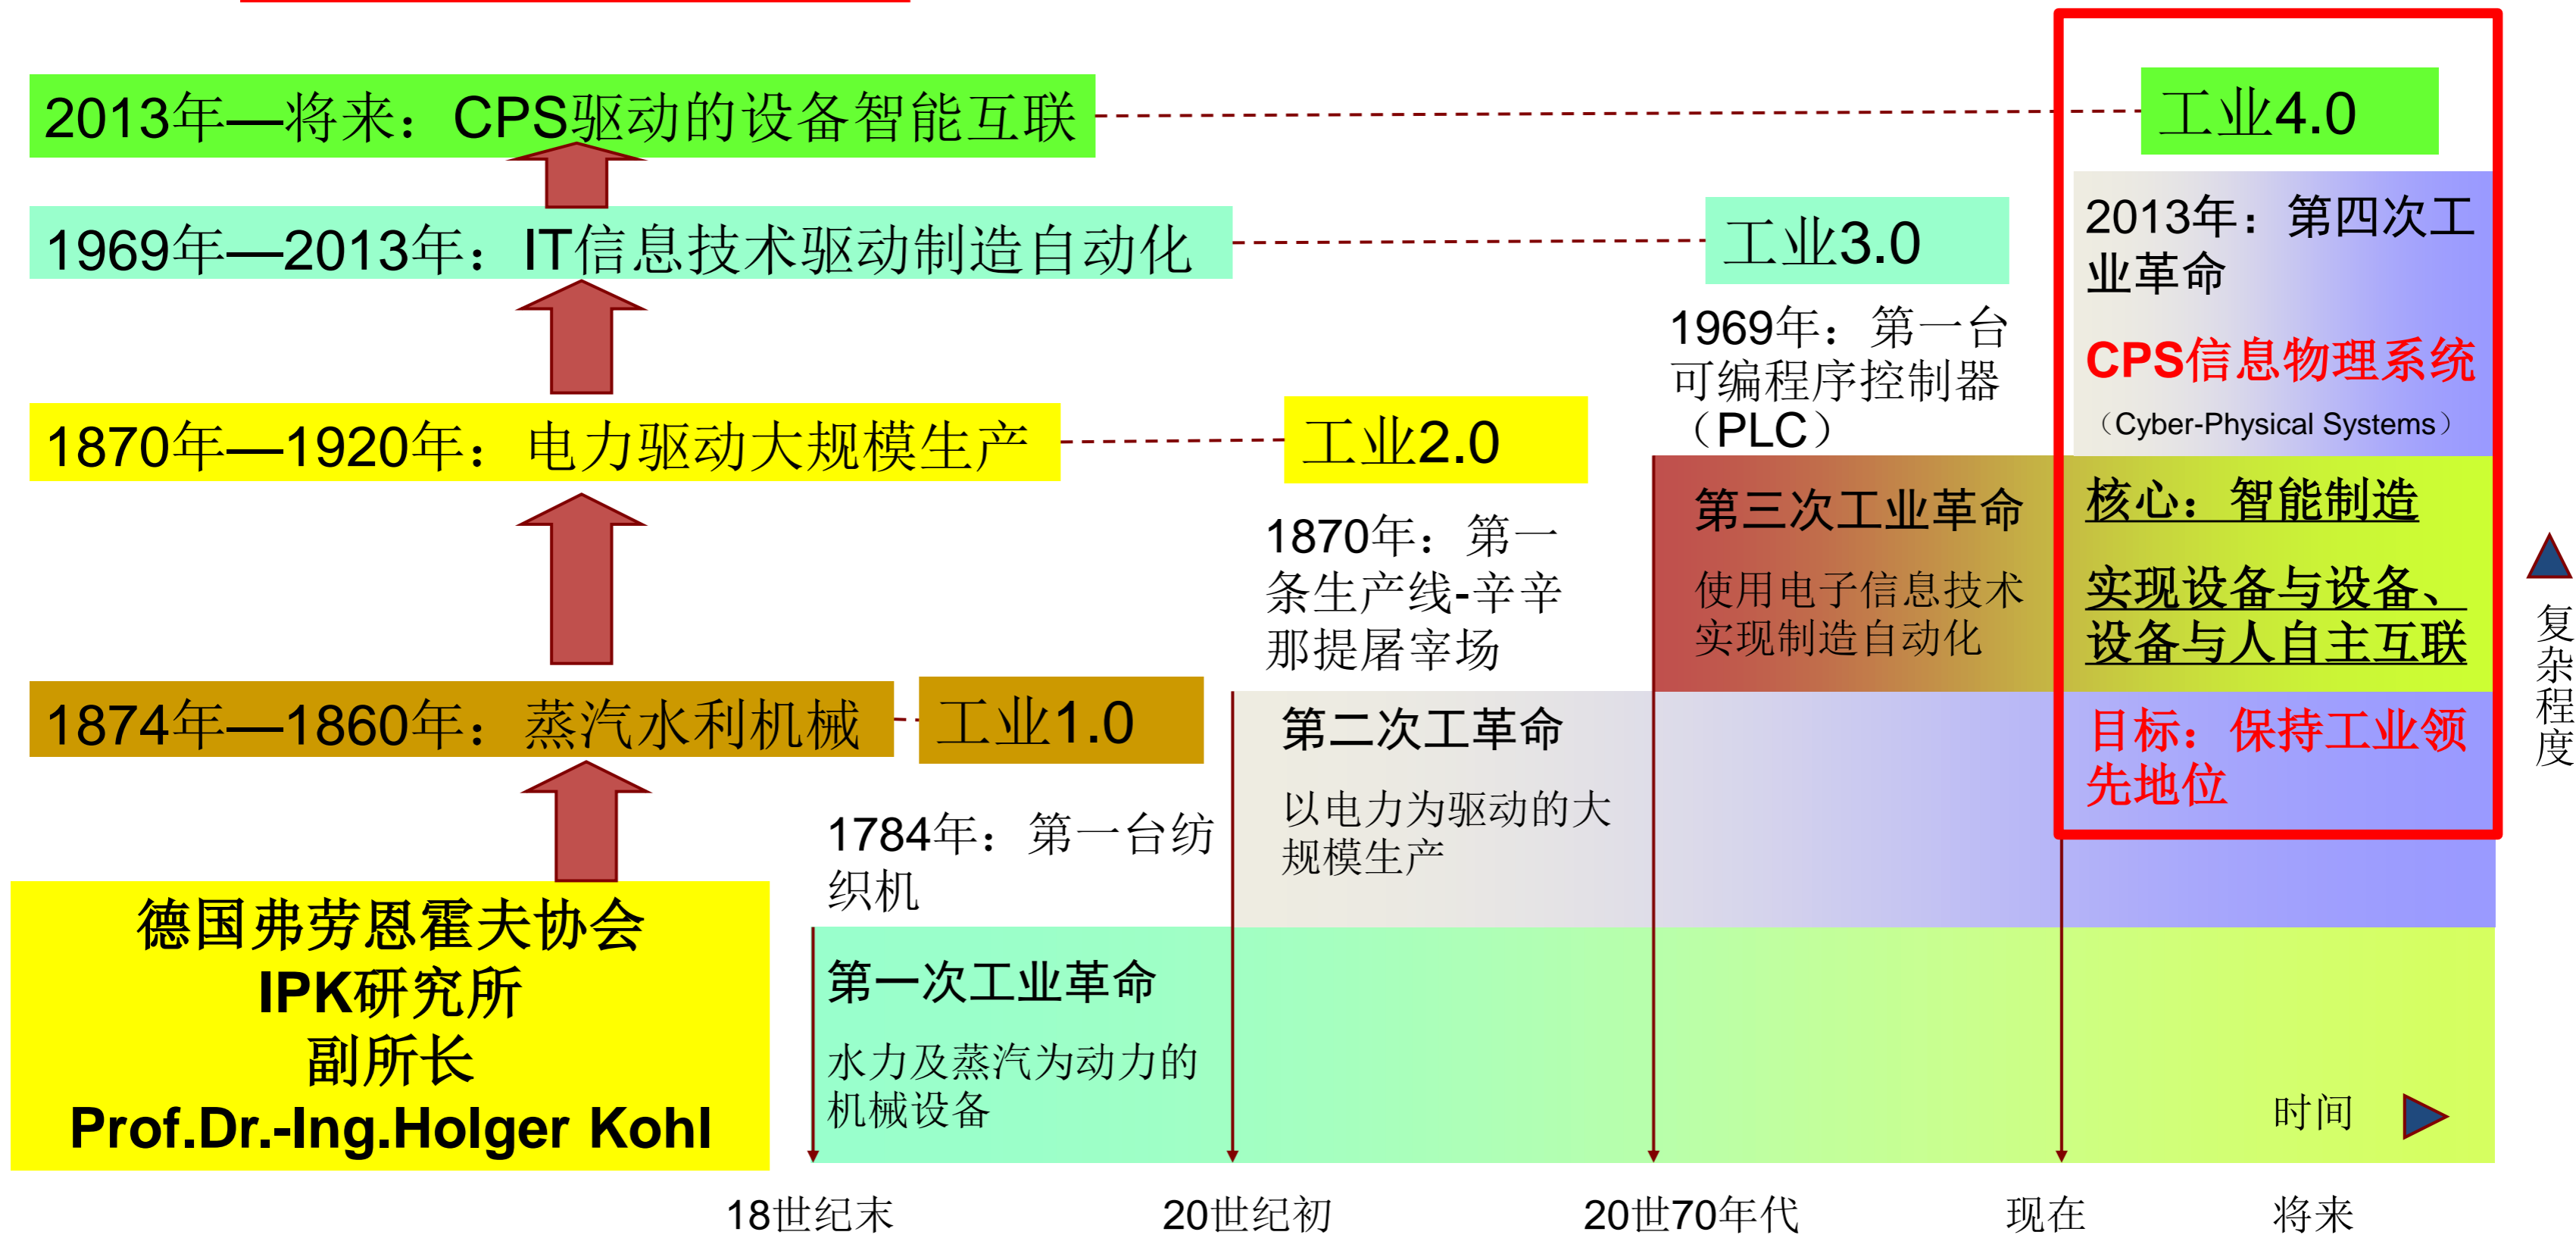 2013年—将来：CPS驱动的设备智能互联
工业4.0
1969年—2013年：IT信息技术驱动制造自动化
工业3.0
1870年—1920年：电力驱动大规模生产
工业2.0
1874年—1860年：蒸汽水利机械
工业1.0
德国弗劳恩霍夫协会
IPK研究所
副所长
Prof.Dr.-Ing.Holger Kohl
1784年：第一台纺
织机
第一次工业革命
水力及蒸汽为动力的
机械设备
1870年：第一
条生产线-辛辛
那提屠宰场
第二次工革命
以电力为驱动的大
规模生产
1969年：第一台
可编程序控制器
（PLC）
第三次工业革命
使用电子信息技术
实现制造自动化
2013年：第四次工
业革命
CPS信息物理系统
（Cyber-Physical Systems）
核心：智能制造
实现设备与设备、
设备与人自主互联
目标：保持工业领
先地位
复杂程度
时间
18世纪末
20世纪初
20世70年代
现在
将来